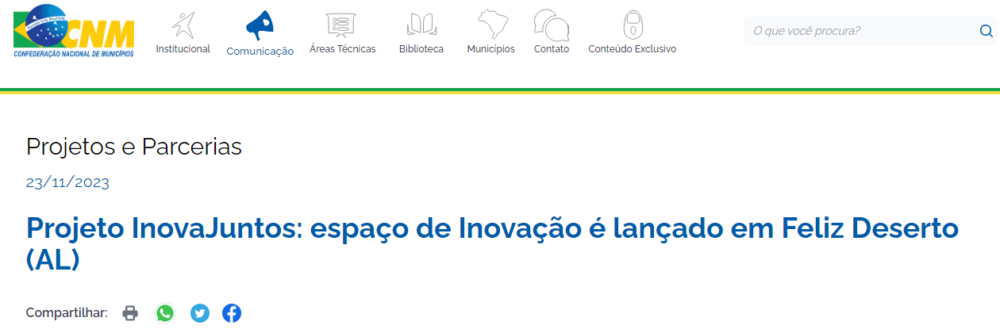 CNM
CONFEDERAÇÃO NACIONAL DE MUNICÍPIOS
Institucional
Comunicação
Áreas Técnicas
Biblioteca
Municípios
Contato
Conteúdo Exclusivo
O que você procura?
Projetos e Parcerias
23/11/2023
Projeto InovaJuntos: espaço de Inovação é lançado em Feliz Deserto
(AL)
Compartilhar: